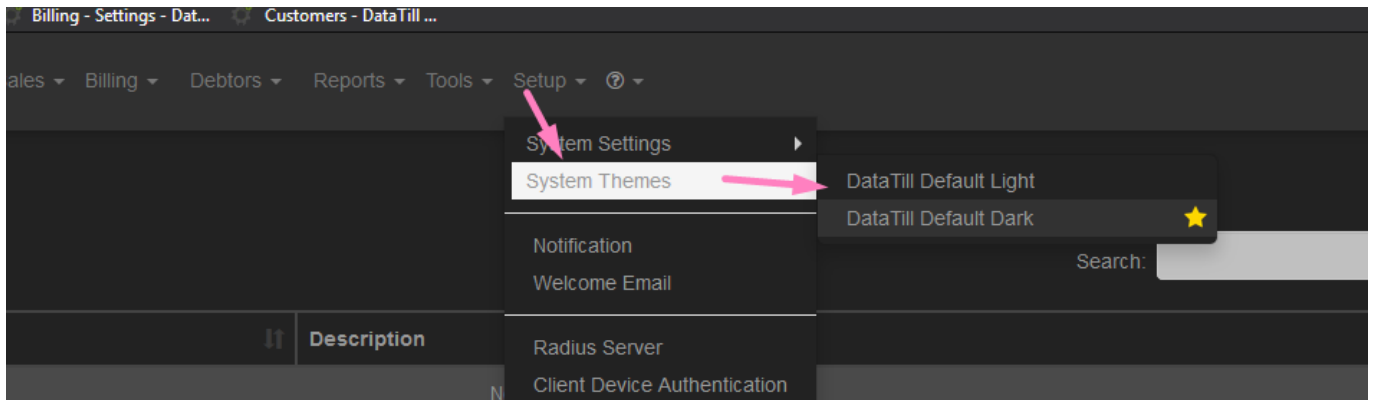 Billing - Settings - Dat... Customers - DataTill ...
ales Billing Debtors Reports Tools Setup
System Settings
System Themes
DataTill Default Light
DataTill Default Dark
Notification
Search:
Welcome Email
Description
Radius Server
N
Client Device Authentication